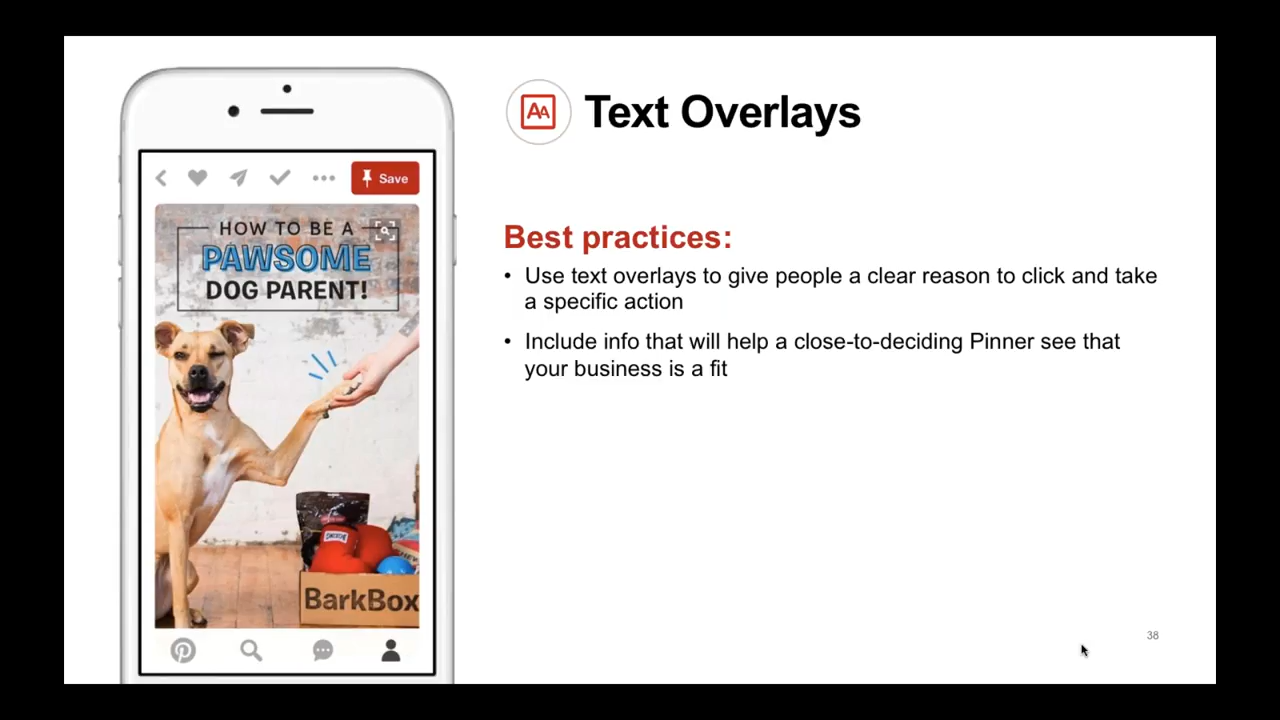 AA Text Overlays
Save
HOW TO BE A
PAWSOME
DOG PARENT!
BarkBox
Best practices:
• Use text overlays to give people a clear reason to click and take
a specific action
• Include info that will help a close-to-deciding Pinner see that
your business is a fit
38